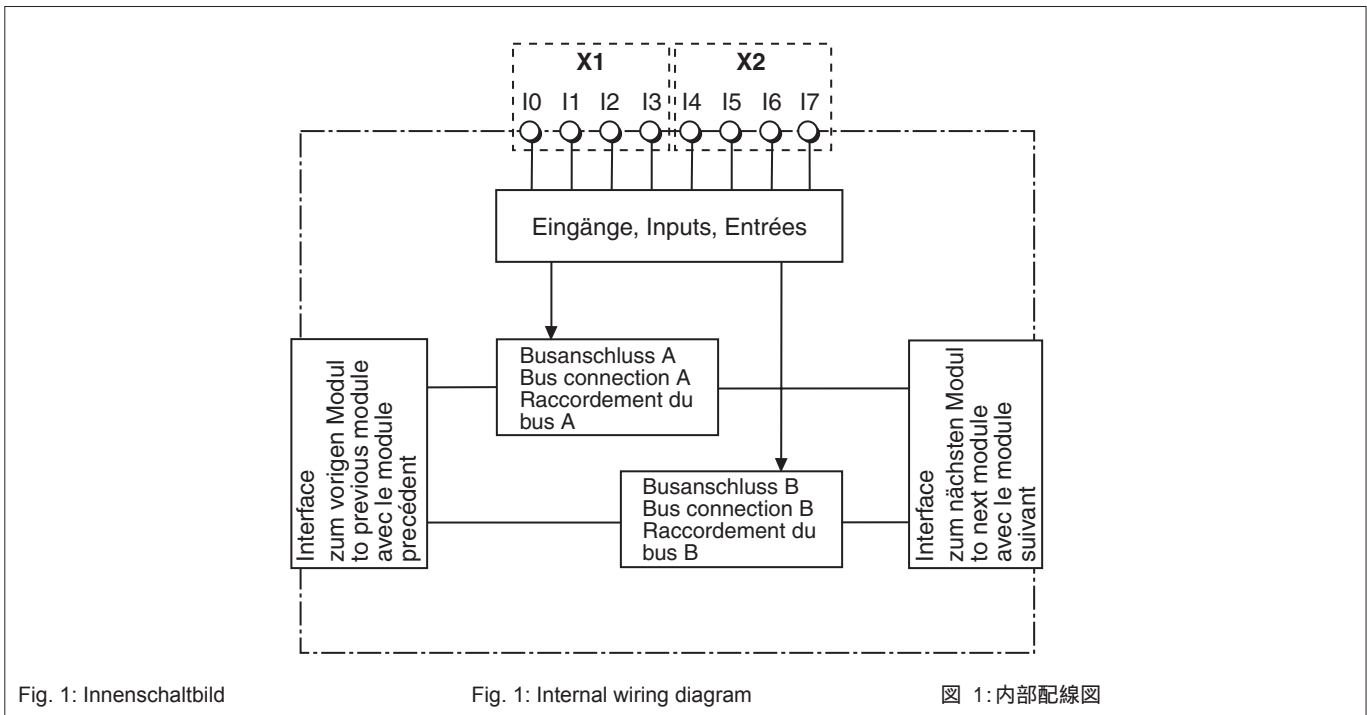 X1 X2
I0 I1 I2 I3 I4 I5 I6 I7
Eingänge, Inputs, Entrées
Busanschluss A
Bus connection A
Raccordement du
bus A
Busanschluss B
Bus connection B
Raccordement du
bus B
Interface
zum vorigen Modul
to previous module
avec le module
precédent
Interface
zum nächsten Modul
to next module
avec le module
suivant
Fig. 1: Innenschaltbild
Fig. 1: Internal wiring diagram
図 1: 内部配線図